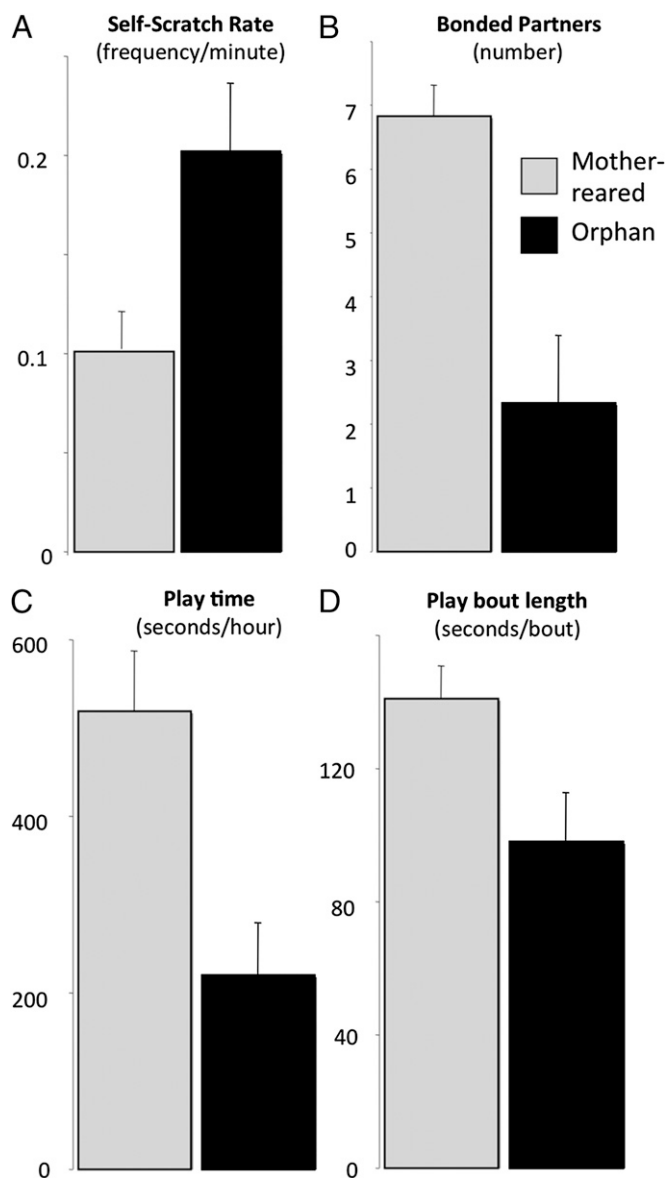 A
Self-Scratch Rate
(frequency/minute)
0.2
0.1
0
B
Bonded Partners
(number)
7
6
5
4
3
2
1
0
Mother-
reared
Orphan
C
Play time
(seconds/hour)
600
400
200
0
D
Play bout length
(seconds/bout)
120
80
40
0